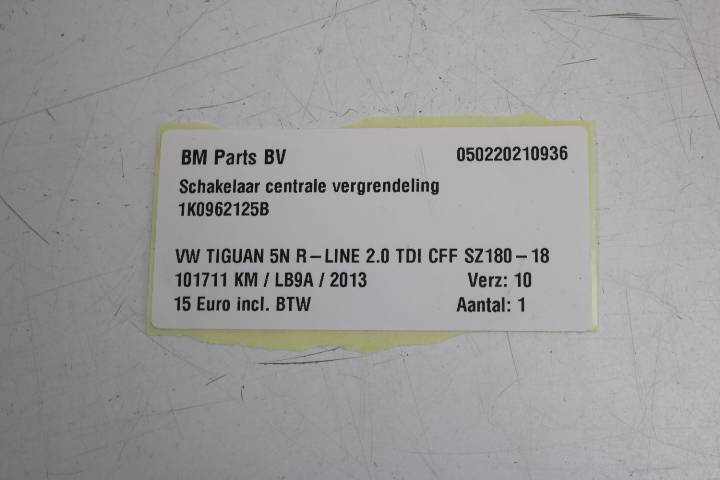 BM Parts BV 050220210936
Schakelaar centrale vergrendeling
1K0962125B
VW TIGUAN 5N R-LINE 2.0 TDI CFF SZ180-18
101711 KM / LB9A / 2013 Verz: 10
15 Euro incl. BTW Aantal: 1